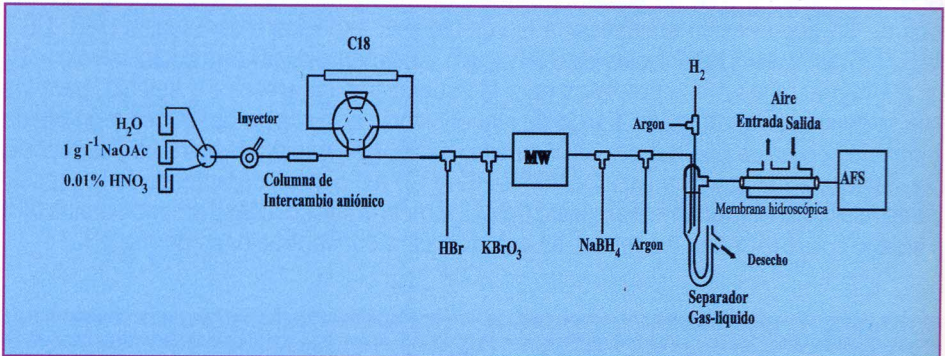 C18
H₂
H₂O
1 g l⁻¹ NaOAc
0.01% HNO₃
Inyector
Columna de
Intercambio aniónico
HBr
KBrO₃
MW
NaBH₄
Argon
Argon
Aire
Entrada Salida
AFS
Membrana hidroscópica
Desecho
Separador
Gas-liquido